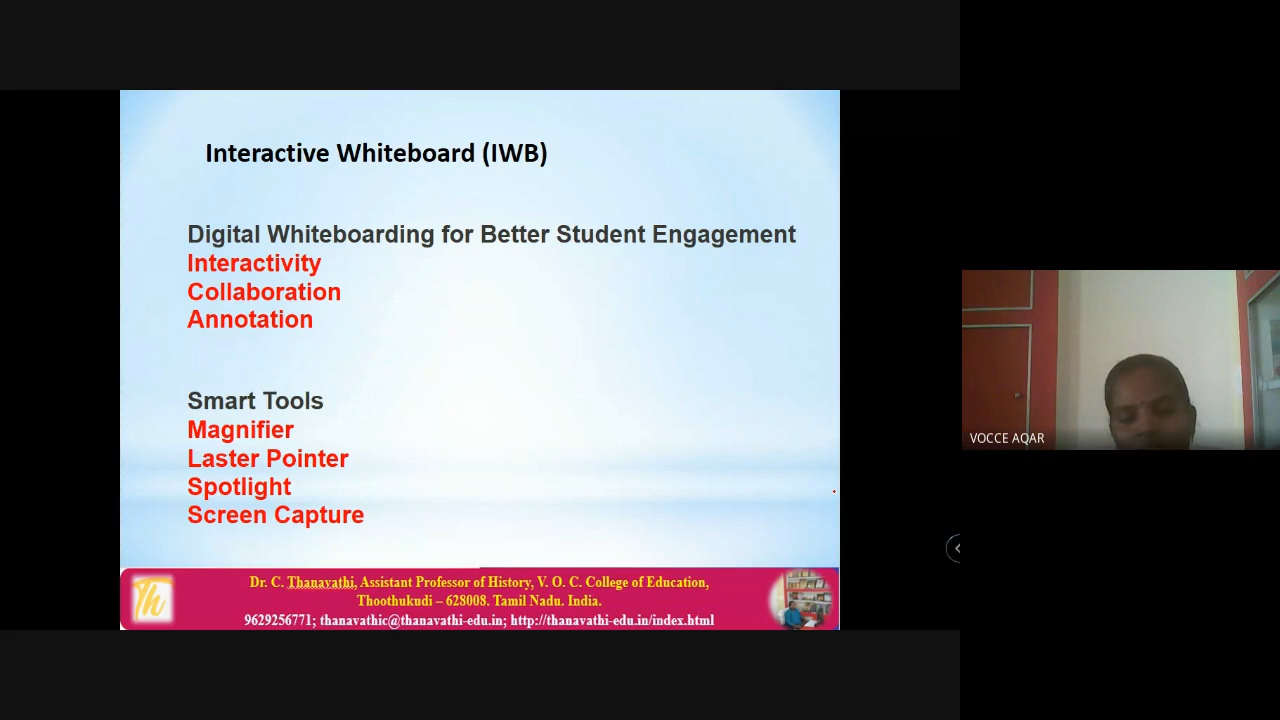 Interactive Whiteboard (IWB)
Digital Whiteboarding for Better Student Engagement
Interactivity
Collaboration
Annotation
Smart Tools
Magnifier
Laster Pointer
Spotlight
Screen Capture
Th
Dr. C. Thanavathi, Assistant Professor of History, V. O. C. College of Education,
Thoothukudi – 628008. Tamil Nadu. India.
9629256771; thanavathic@thanavathi-edu.in; http://thanavathi-edu.in/index.html
VOCCE AQAR